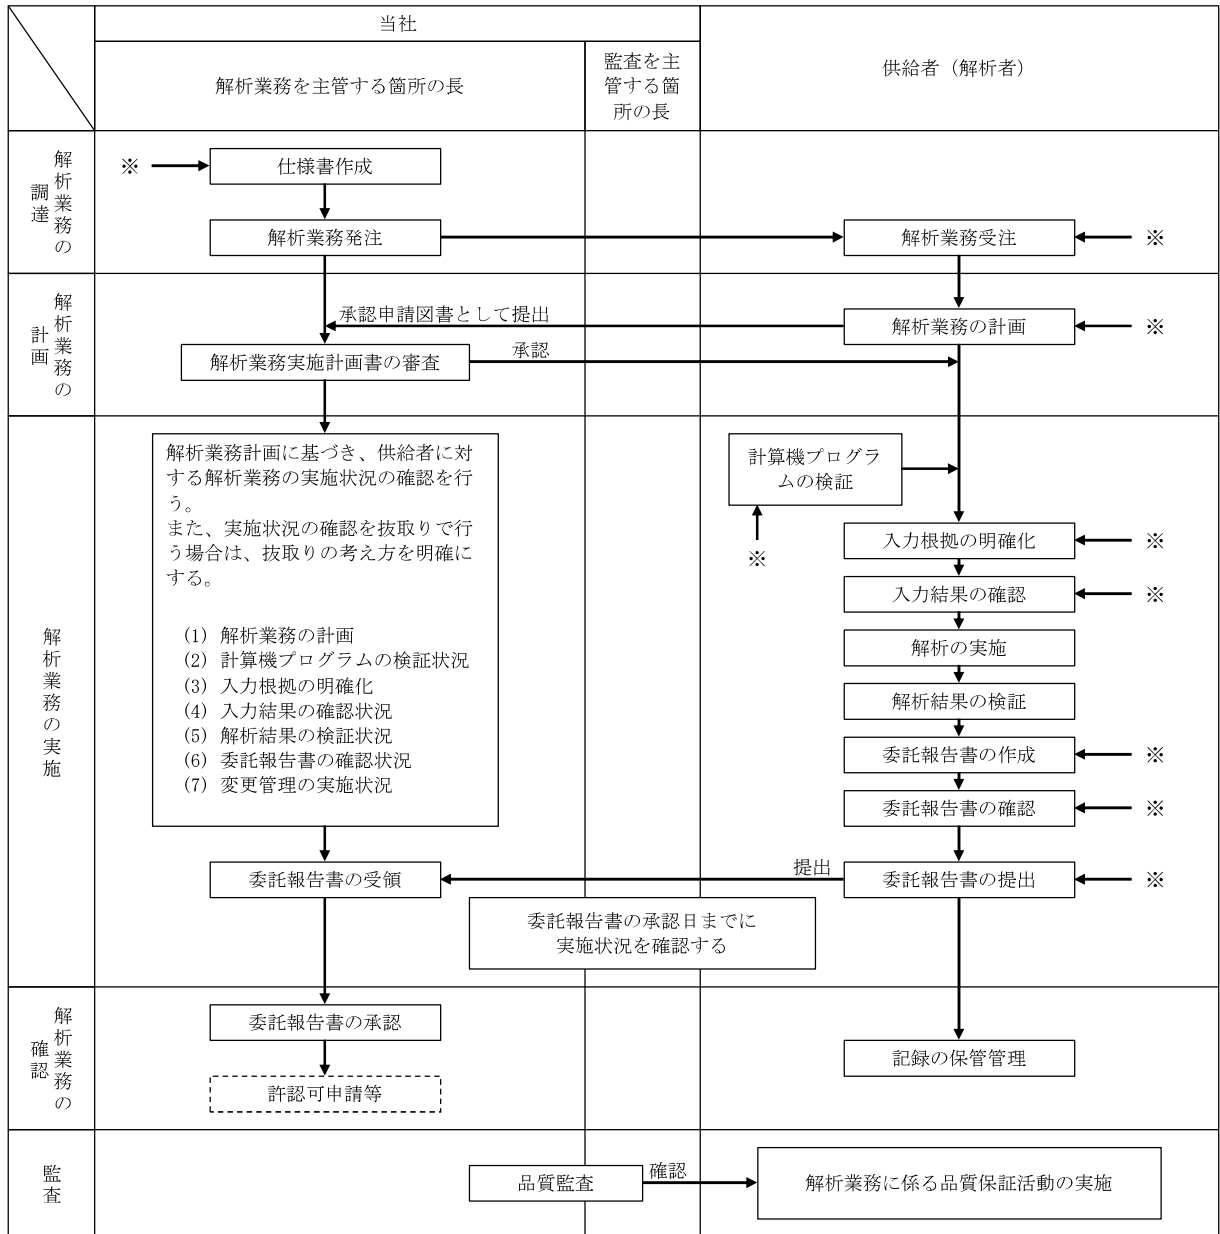 当社
解析業務を主管する箇所の長
監査を主
管する箇
所の長
供給者（解析者）
解析業務の
調達
※
仕様書作成
解析業務発注
解析業務受注
※
解析業務の
計画
承認申請図書として提出
解析業務の計画
※
解析業務実施計画書の審査
承認
解析業務の実施
解析業務計画に基づき、供給者に対
する解析業務の実施状況の確認を行
う。
また、実施状況の確認を抜取りで行
う場合は、抜取りの考え方を明確に
する。
(1) 解析業務の計画
(2) 計算機プログラムの検証状況
(3) 入力根拠の明確化
(4) 入力結果の確認状況
(5) 解析結果の検証状況
(6) 委託報告書の確認状況
(7) 変更管理の実施状況
計算機プログラ
ムの検証
※
入力根拠の明確化
※
入力結果の確認
※
解析の実施
解析結果の検証
委託報告書の作成
※
委託報告書の確認
※
委託報告書の受領
提出
委託報告書の提出
※
委託報告書の承認日までに
実施状況を確認する
解析業務の
確認
委託報告書の承認
記録の保管管理
許認可申請等
監査
品質監査
確認
解析業務に係る品質保証活動の実施